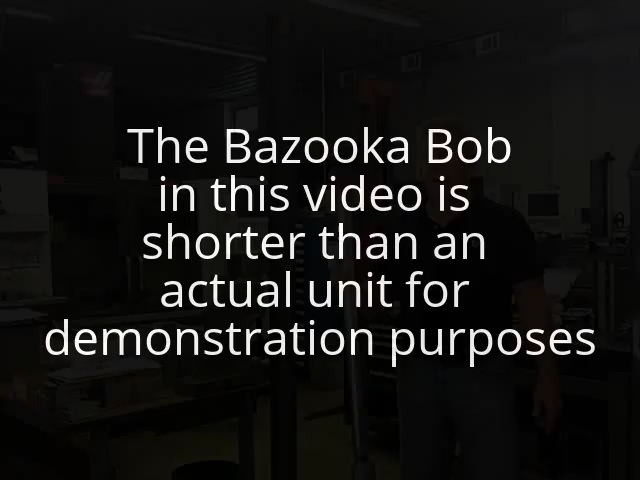 The Bazooka Bob
in this video is
shorter than an
actual unit for
demonstration purposes